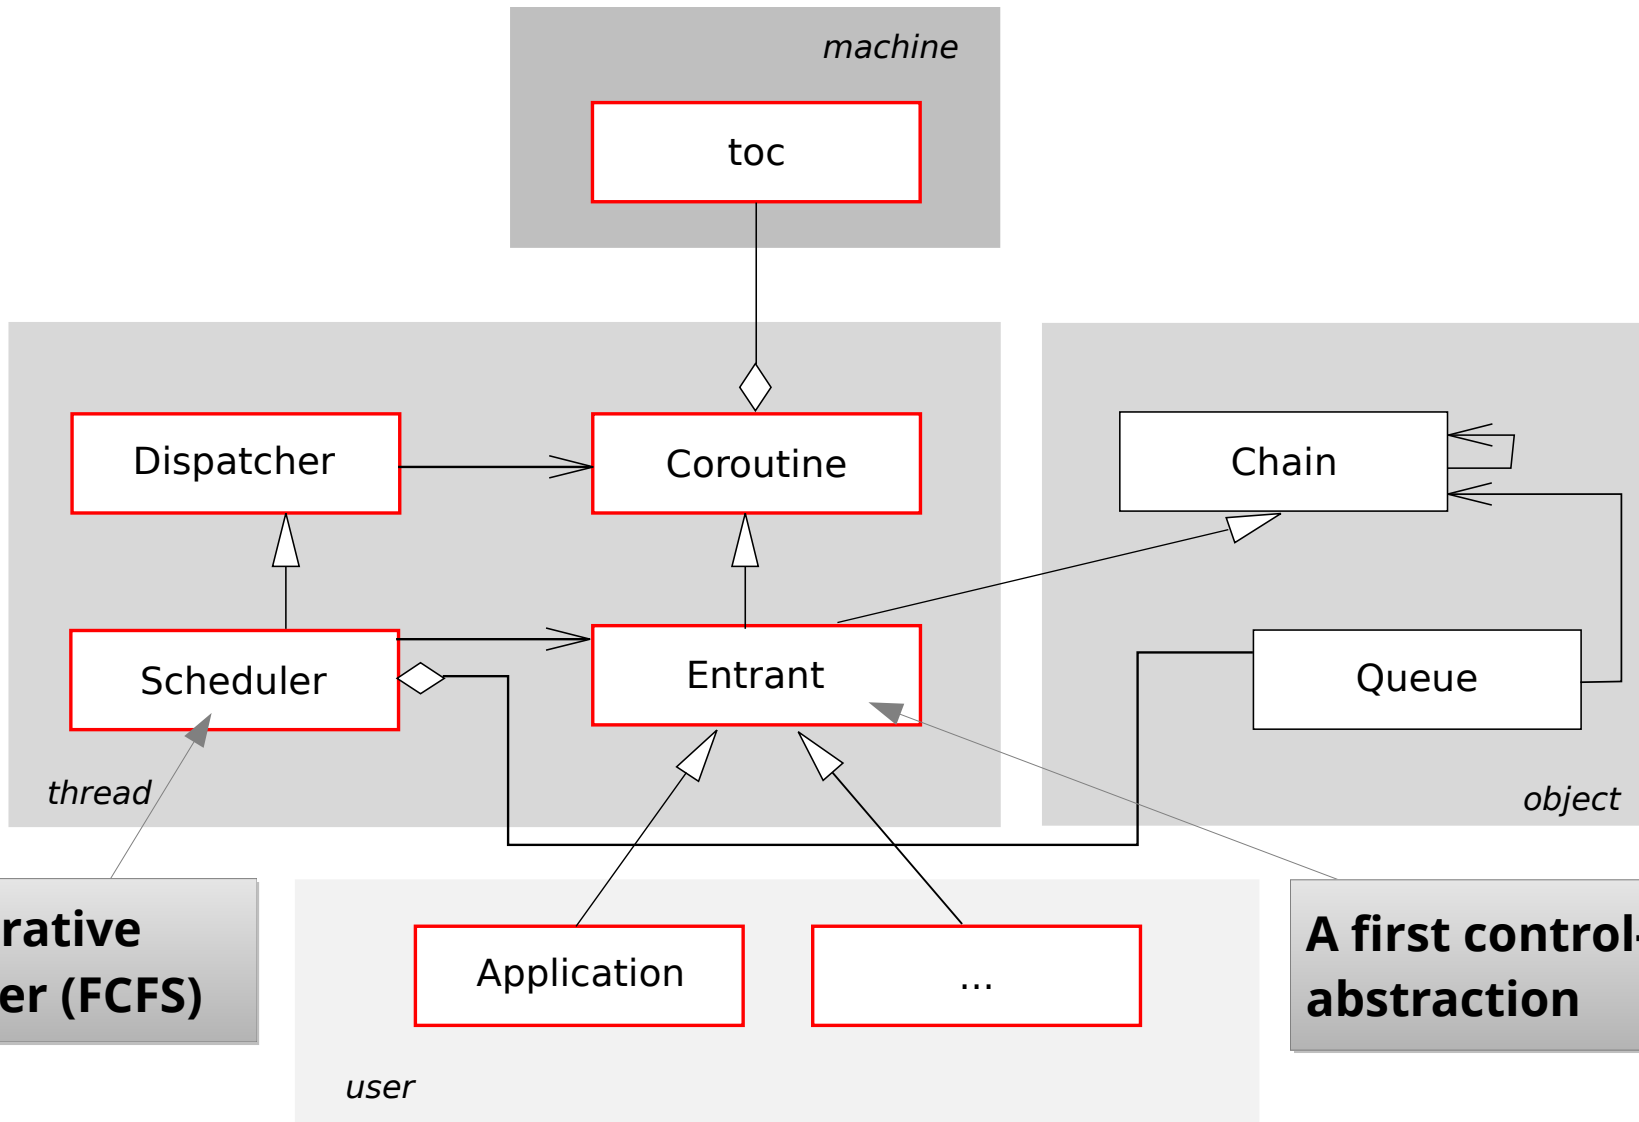 machine
toc
Dispatcher
Coroutine
Chain
Scheduler
Entrant
Queue
thread
object
rative
er (FCFS)
A first control-
abstraction
Application
...
user